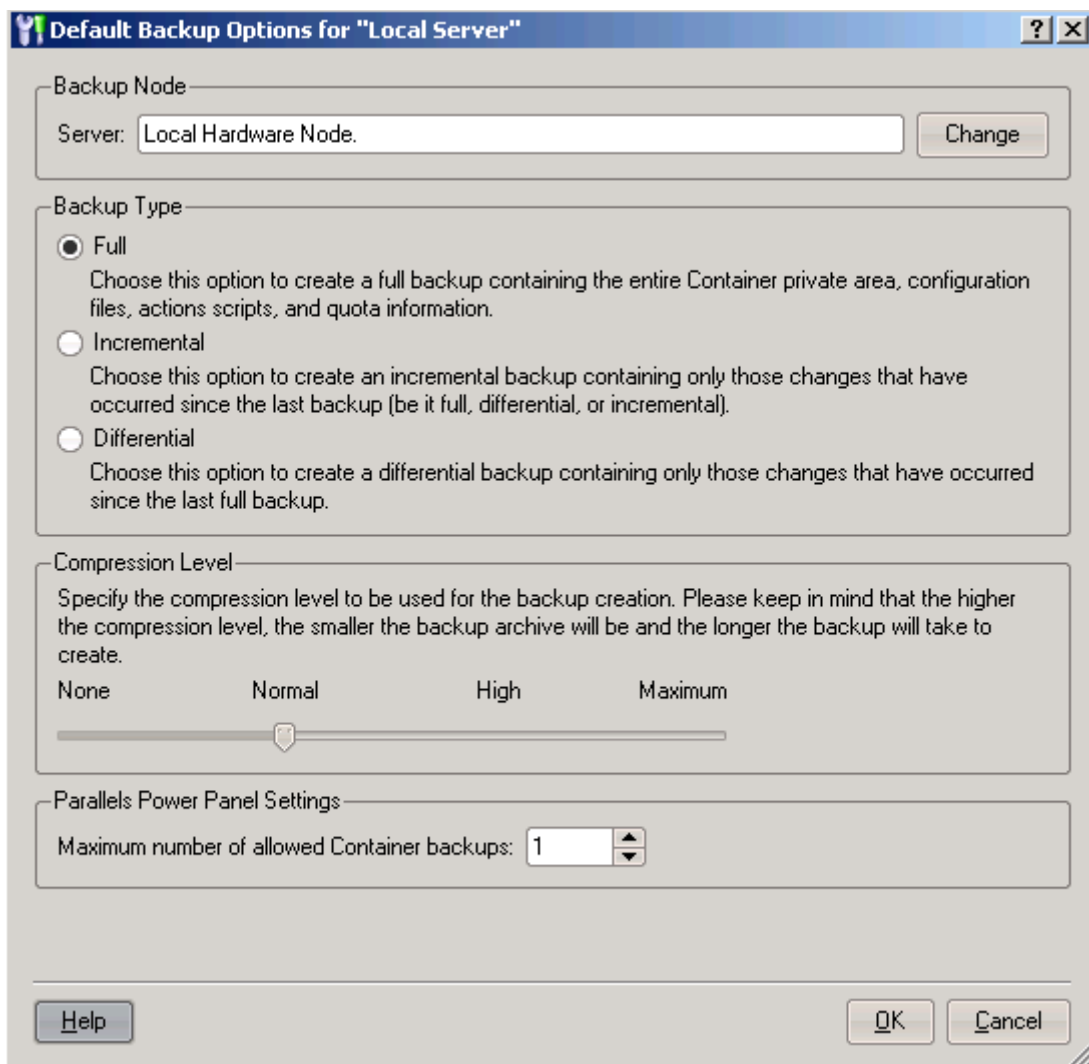 Default Backup Options for "Local Server"
Backup Node
Server: Local Hardware Node. Change
Backup Type
Full
Choose this option to create a full backup containing the entire Container private area, configuration
files, actions scripts, and quota information.
Incremental
Choose this option to create an incremental backup containing only those changes that have
occurred since the last backup (be it full, differential, or incremental).
Differential
Choose this option to create a differential backup containing only those changes that have occurred
since the last full backup.
Compression Level
Specify the compression level to be used for the backup creation. Please keep in mind that the higher
the compression level, the smaller the backup archive will be and the longer the backup will take to
create.
None Normal High Maximum
Parallels Power Panel Settings
Maximum number of allowed Container backups: 1
Help OK Cancel